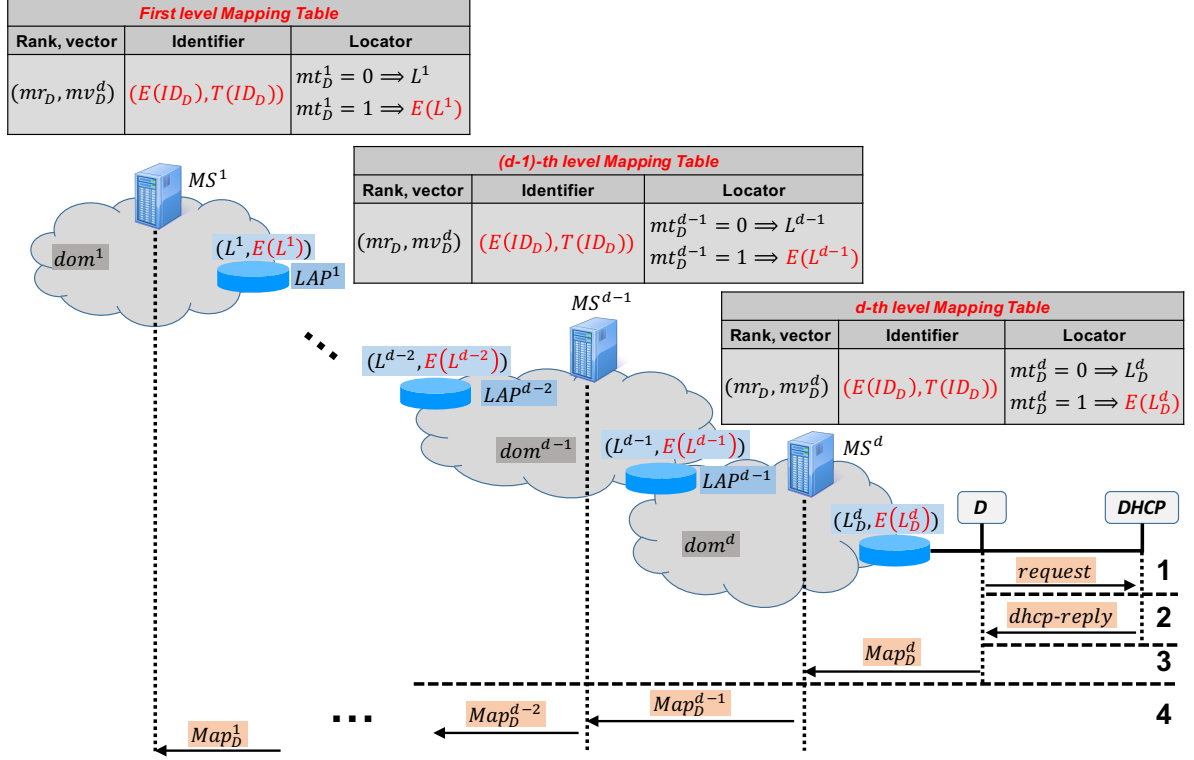 First level Mapping Table
Rank, vector Identifier Locator
(mr_D, mv_D^d) (E(ID_D),T(ID_D)) mt_D^1 = 0 ⟹ L^1
mt_D^1 = 1 ⟹ E(L^1)
MS^1
dom^1
(L^1,E(L^1))
LAP^1
(d-1)-th level Mapping Table
Rank, vector Identifier Locator
(mr_D, mv_D^d) (E(ID_D),T(ID_D)) mt_D^{d-1} = 0 ⟹ L^{d-1}
mt_D^{d-1} = 1 ⟹ E(L^{d-1})
MS^{d-1}
(L^{d-2},E(L^{d-2}))
LAP^{d-2}
dom^{d-1}
(L^{d-1},E(L^{d-1}))
LAP^{d-1}
d-th level Mapping Table
Rank, vector Identifier Locator
(mr_D, mv_D^d) (E(ID_D),T(ID_D)) mt_D^d = 0 ⟹ L_D^d
mt_D^d = 1 ⟹ E(L_D^d)
MS^d
dom^d
(L_D^d,E(L_D^d))
D DHCP
request 1
dhcp-reply 2
Map_D^d 3
Map_D^{d-1} 4
... Map_D^{d-2}
Map_D^1